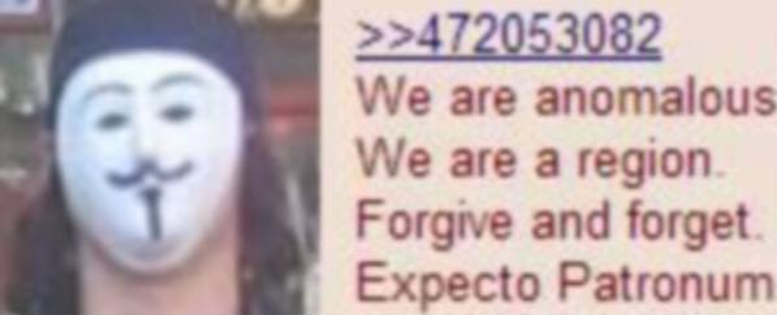 >>472053082
We are anomalous
We are a region.
Forgive and forget.
Expecto Patronum